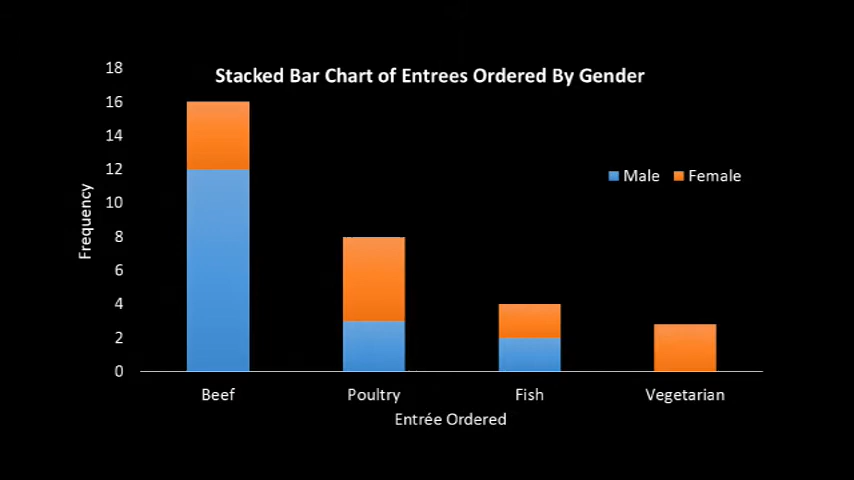 Stacked Bar Chart of Entrees Ordered By Gender
18
16
14
12
10
8
6
4
2
0
Frequency
Male Female
Beef Poultry Fish Vegetarian
Entrée Ordered